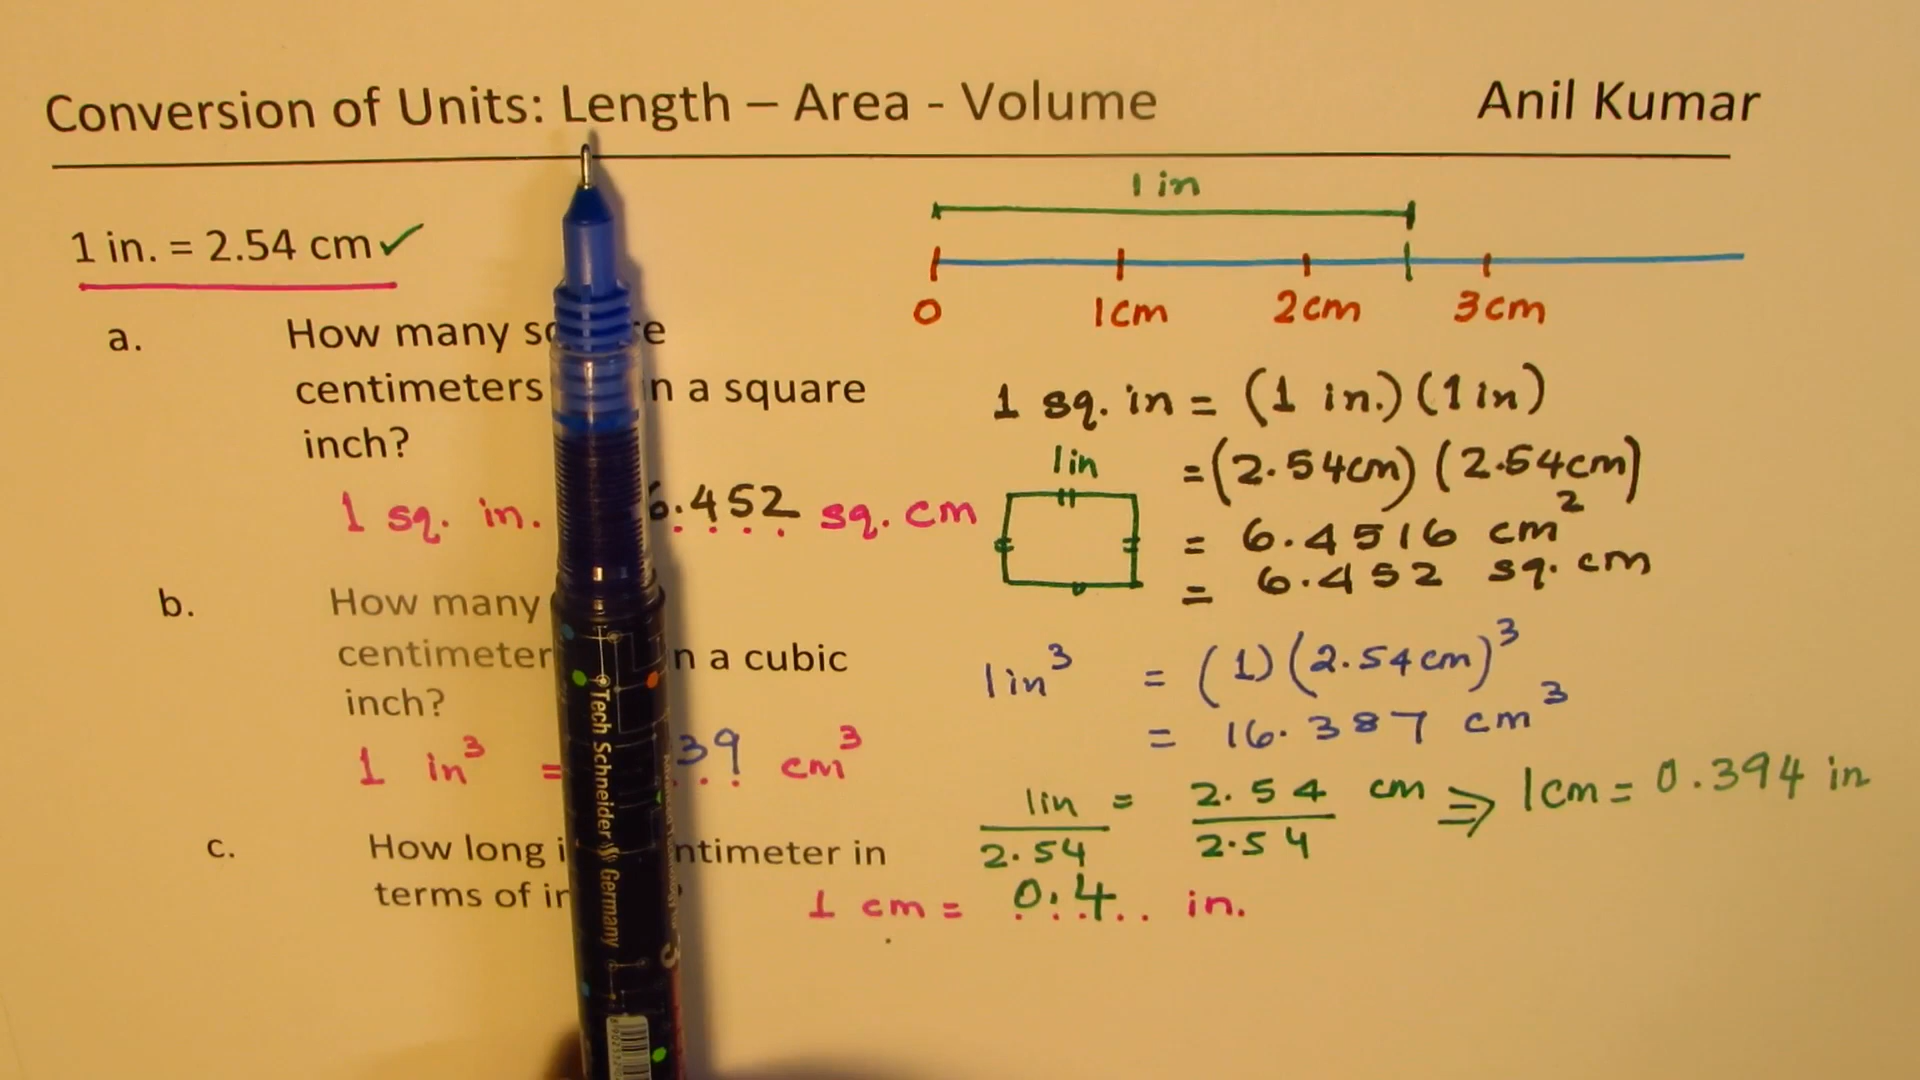 Conversion of Units: Length – Area - Volume
Anil Kumar
1 in
1 in. = 2.54 cm ✓
0 1cm 2cm 3cm
a. How many
centimeters n a square
inch?
1 sq. in. .452 sq. cm
1 sq. in = (1 in.) (1 in)
1in
= (2.54cm) (2.54cm)
= 6.4516 cm²
= 6.452 sq. cm
b. How many
centimeter n a cubic
inch?
1 in³ = 39 cm³
1in³ = (1) (2.54cm)³
= 16.387 cm³
1in/2.54 = 2.54/2.54 cm ⇒ 1cm = 0.394 in
c. How long ntimeter in
terms of
1 cm = 0.4 in.
Tech Schneider Germany